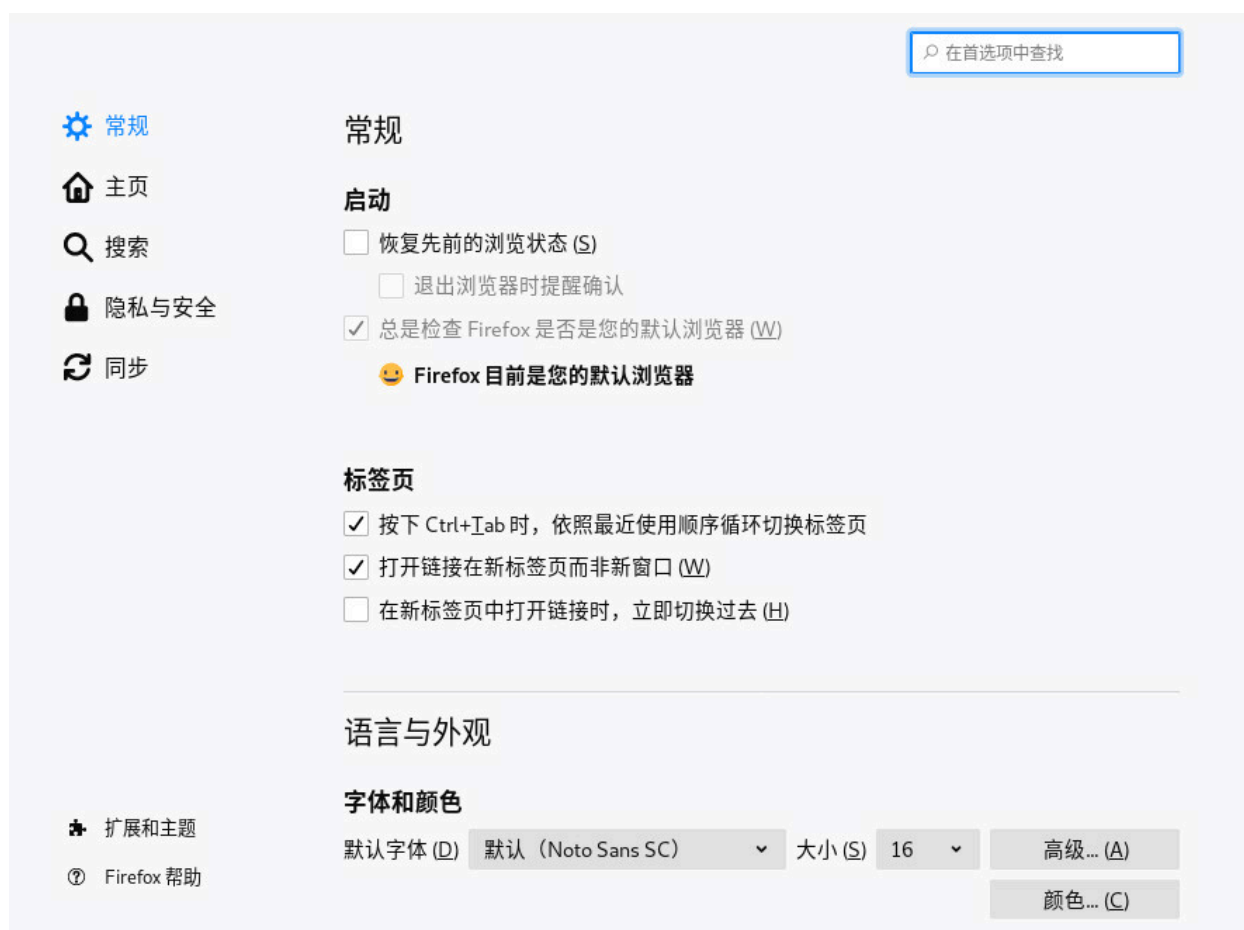 在首选项中查找
常规
主页
搜索
隐私与安全
同步
扩展和主题
Firefox 帮助
常规
启动
恢复先前的浏览状态 (S)
退出浏览器时提醒确认
总是检查 Firefox 是否是您的默认浏览器 (W)
Firefox 目前是您的默认浏览器
标签页
按下 Ctrl+Tab 时，依照最近使用顺序循环切换标签页
打开链接在新标签页而非新窗口 (W)
在新标签页中打开链接时，立即切换过去 (H)
语言与外观
字体和颜色
默认字体 (D) 默认（Noto Sans SC） 大小 (S) 16 高级... (A)
颜色... (C)